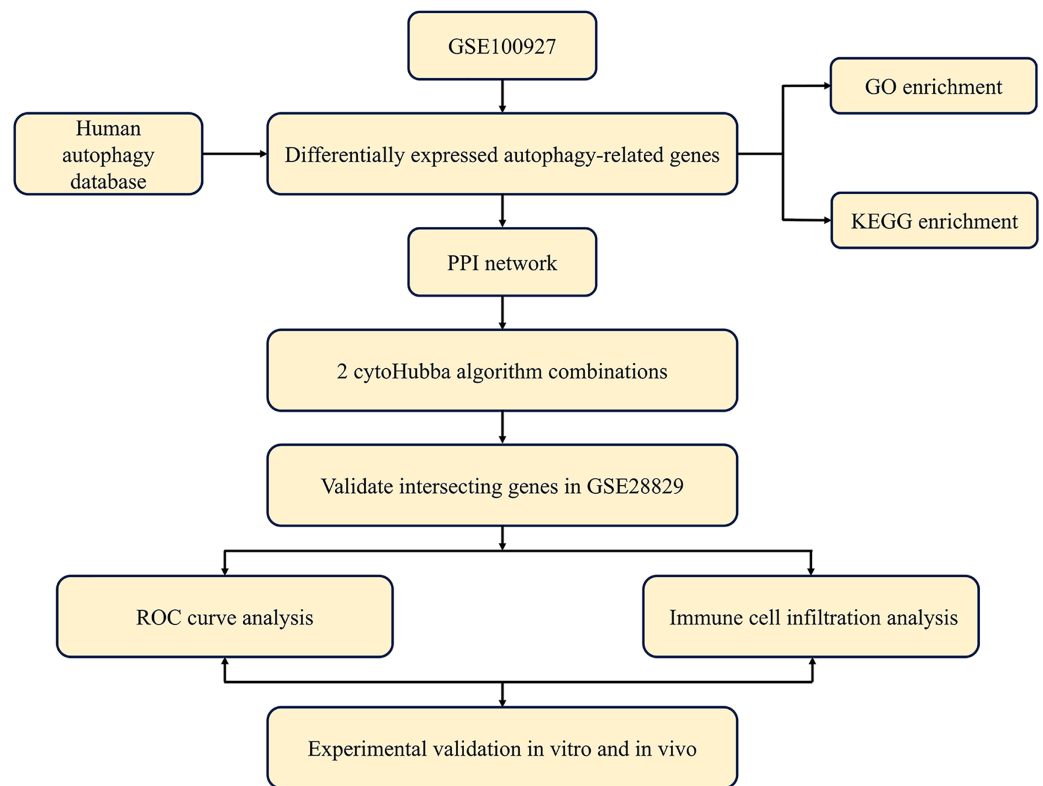 GSE100927
GO enrichment
Human
autophagy
database
Differentially expressed autophagy-related genes
KEGG enrichment
PPI network
2 cytoHubba algorithm combinations
Validate intersecting genes in GSE28829
ROC curve analysis
Immune cell infiltration analysis
Experimental validation in vitro and in vivo